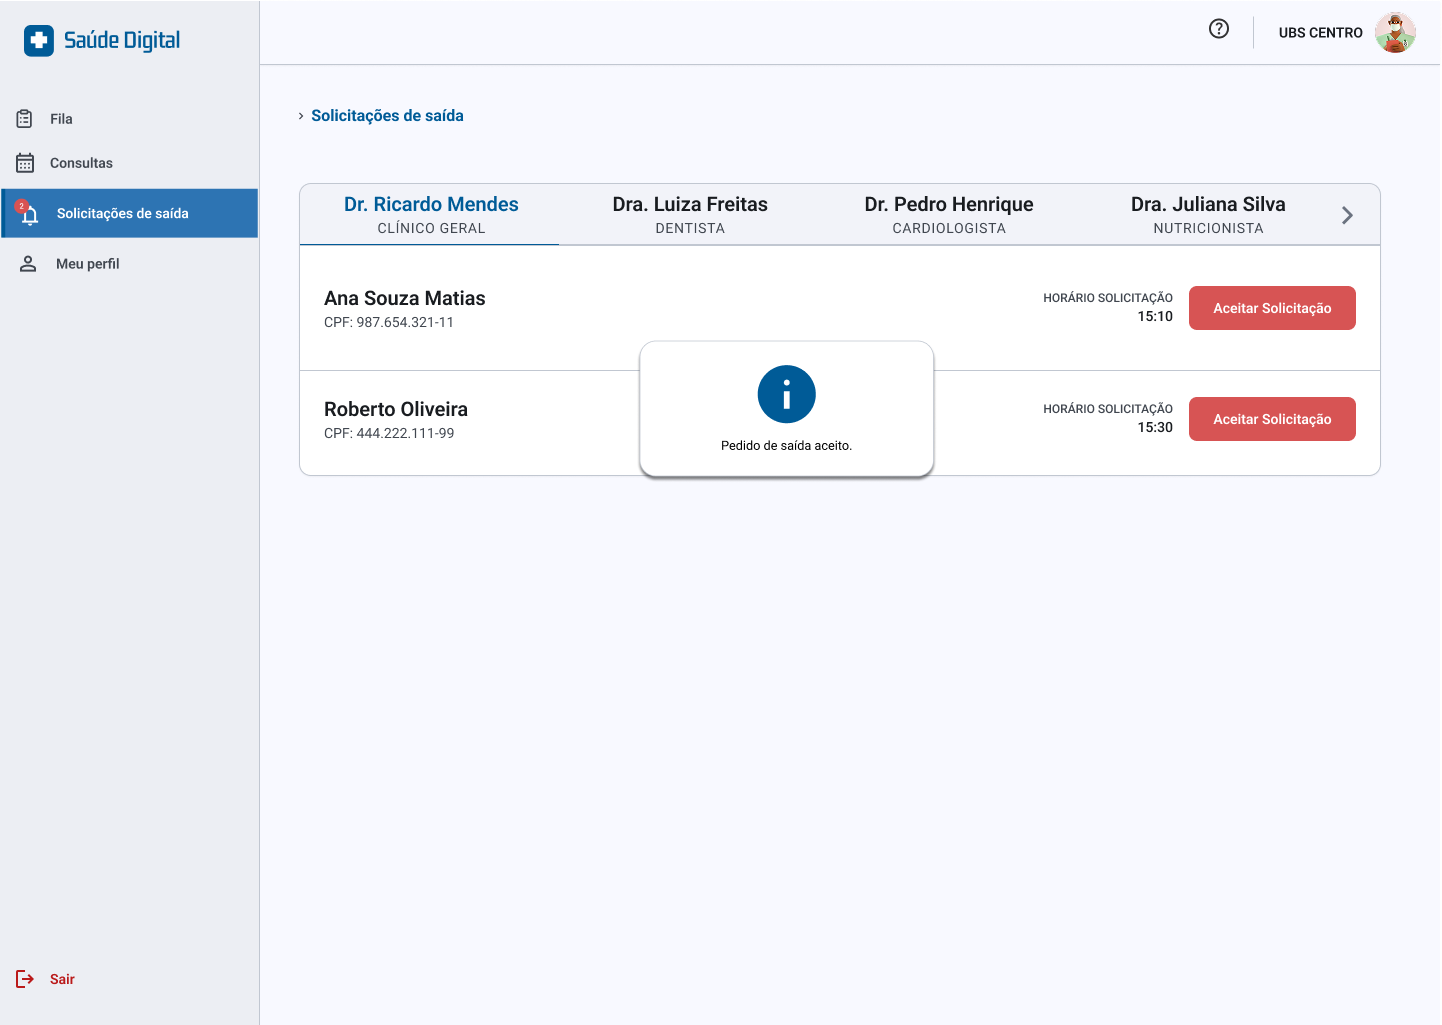 Saúde Digital
UBS CENTRO
Fila
Consultas
2
Solicitações de saída
Meu perfil
Sair
Solicitações de saída
Dr. Ricardo Mendes
CLÍNICO GERAL
Dra. Luiza Freitas
DENTISTA
Dr. Pedro Henrique
CARDIOLOGISTA
Dra. Juliana Silva
NUTRICIONISTA
Ana Souza Matias
CPF: 987.654.321-11
HORÁRIO SOLICITAÇÃO
15:10
Aceitar Solicitação
Roberto Oliveira
CPF: 444.222.111-99
HORÁRIO SOLICITAÇÃO
15:30
Aceitar Solicitação
Pedido de saída aceito.